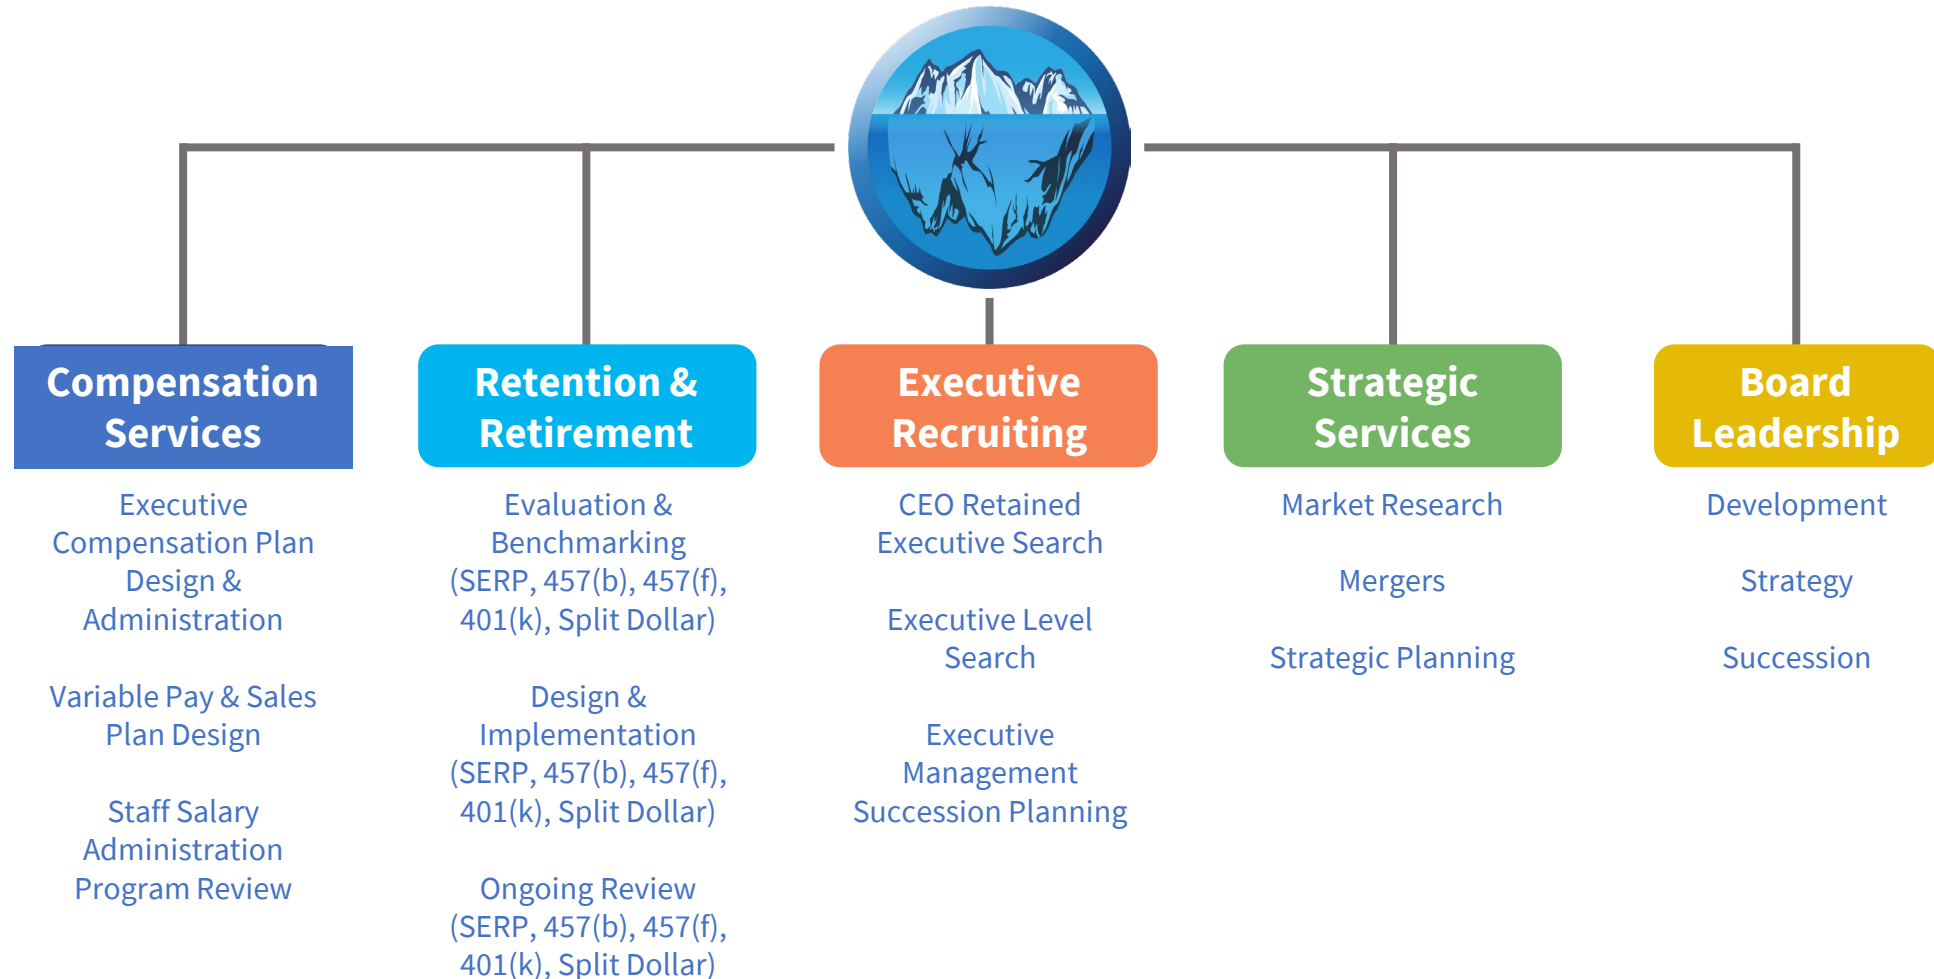 Compensation
Services
Executive
Compensation Plan
Design &
Administration
Variable Pay & Sales
Plan Design
Staff Salary
Administration
Program Review
Retention &
Retirement
Evaluation &
Benchmarking
(SERP, 457(b), 457(f),
401(k), Split Dollar)
Design &
Implementation
(SERP, 457(b), 457(f),
401(k), Split Dollar)
Ongoing Review
(SERP, 457(b), 457(f),
401(k), Split Dollar)
Executive
Recruiting
CEO Retained
Executive Search
Executive Level
Search
Executive
Management
Succession Planning
Strategic
Services
Market Research
Mergers
Strategic Planning
Board
Leadership
Development
Strategy
Succession